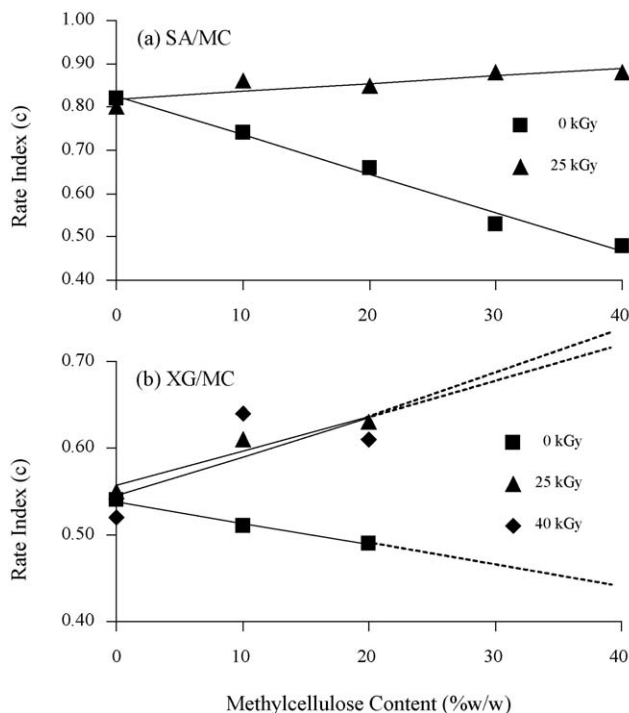 (a) SA/MC
1.00
0.90
0.80
0.70
0.60
0.50
0.40
Rate Index (c)
0 kGy
25 kGy
0 10 20 30 40
(b) XG/MC
0.70
0.60
0.50
0.40
Rate Index (c)
0 kGy
25 kGy
40 kGy
0 10 20 30 40
Methylcellulose Content (%w/w)